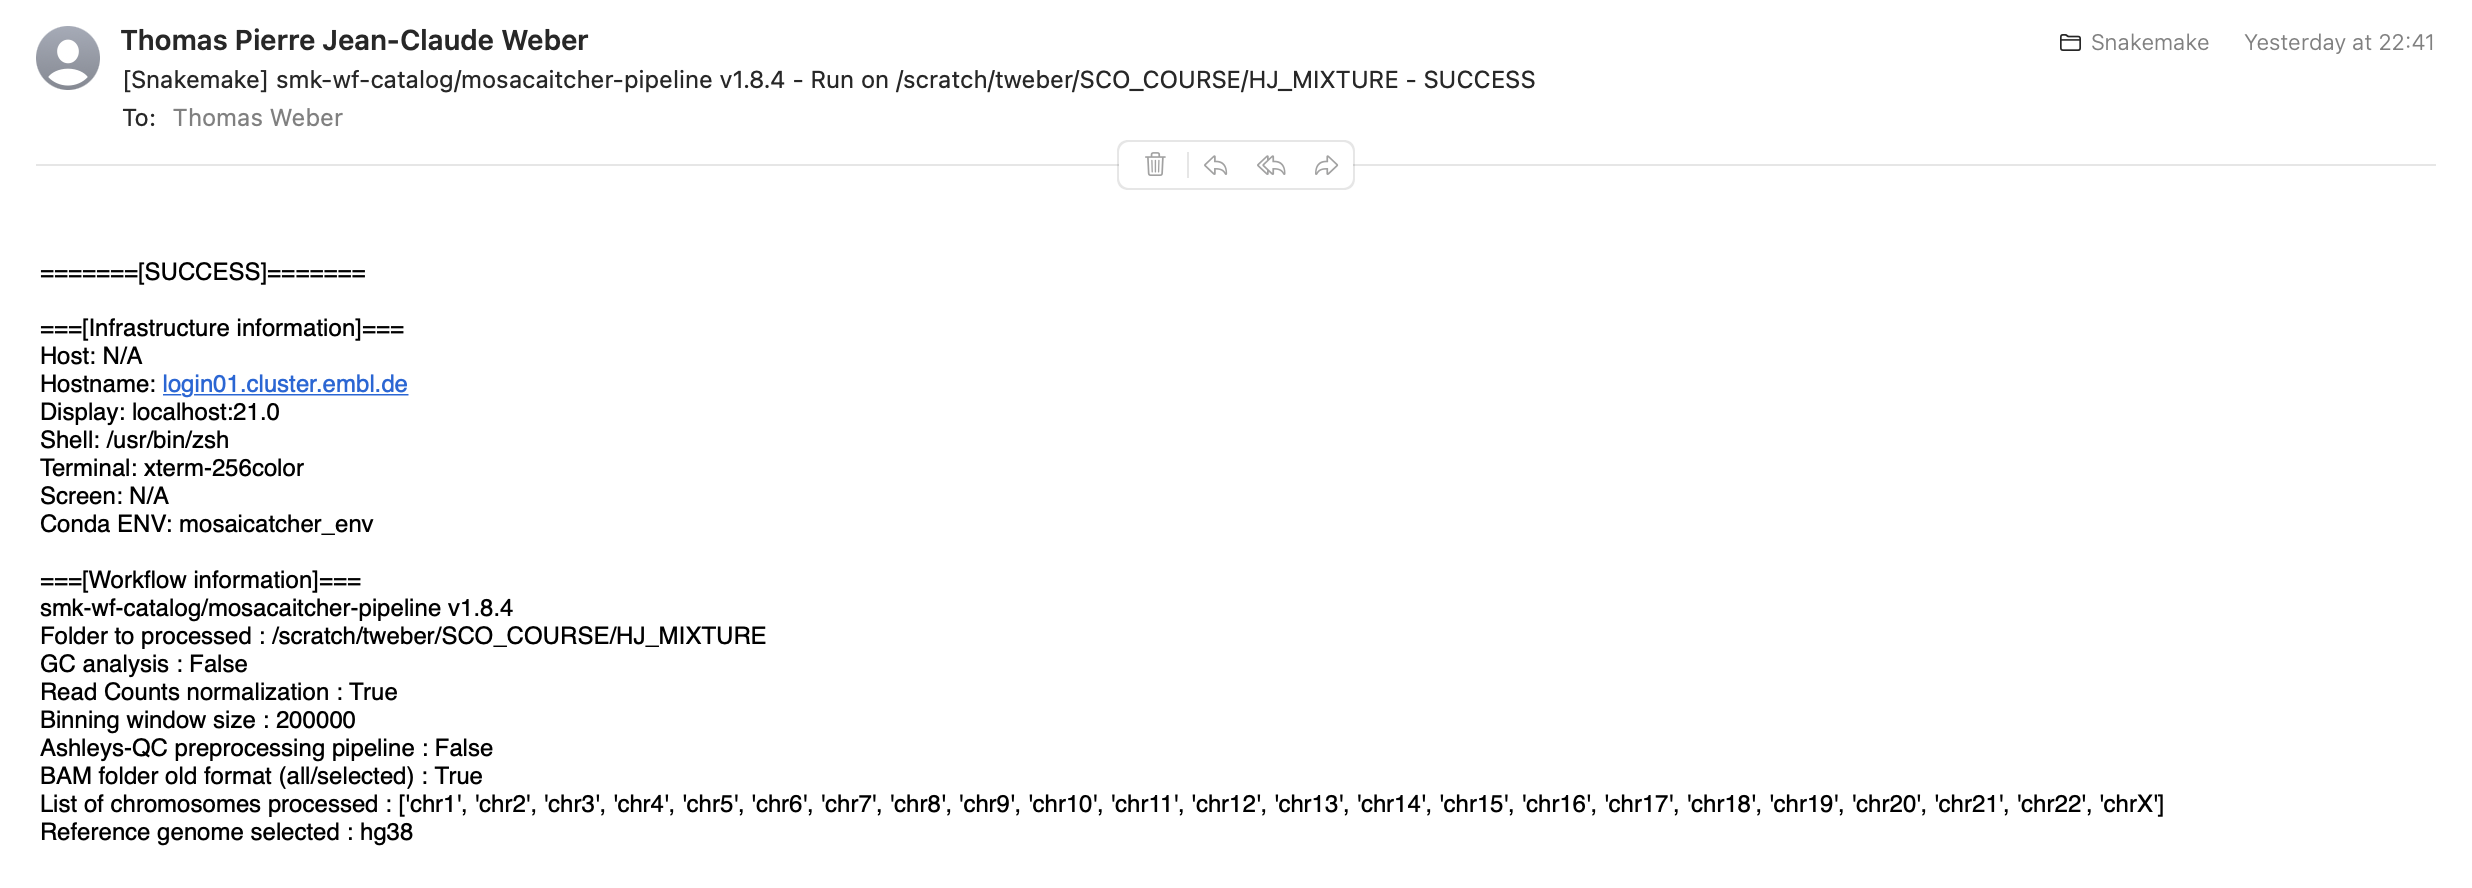 Thomas Pierre Jean-Claude Weber
Snakemake Yesterday at 22:41
[Snakemake] smk-wf-catalog/mosacaitcher-pipeline v1.8.4 - Run on /scratch/tweber/SCO_COURSE/HJ_MIXTURE - SUCCESS
To: Thomas Weber
=======[SUCCESS]=======
===[Infrastructure information]===
Host: N/A
Hostname: login01.cluster.embl.de
Display: localhost:21.0
Shell: /usr/bin/zsh
Terminal: xterm-256color
Screen: N/A
Conda ENV: mosaicatcher_env
===[Workflow information]===
smk-wf-catalog/mosacaitcher-pipeline v1.8.4
Folder to processed : /scratch/tweber/SCO_COURSE/HJ_MIXTURE
GC analysis : False
Read Counts normalization : True
Binning window size : 200000
Ashleys-QC preprocessing pipeline : False
BAM folder old format (all/selected) : True
List of chromosomes processed : ['chr1', 'chr2', 'chr3', 'chr4', 'chr5', 'chr6', 'chr7', 'chr8', 'chr9', 'chr10', 'chr11', 'chr12', 'chr13', 'chr14', 'chr15', 'chr16', 'chr17', 'chr18', 'chr19', 'chr20', 'chr21', 'chr22', 'chrX']
Reference genome selected : hg38